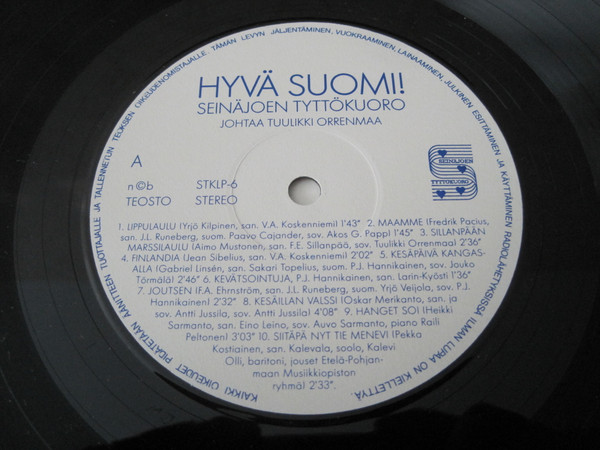 HYVÄ SUOMI!
SEINÄJOEN TYTTÖKUORO
JOHTAA TUULIKKI ORRENMAA
A
n©b STKLP-6
TEOSTO STEREO
SEINÄJOEN
TYTTÖKUORO
1. LIPPULAULU (Yrjö Kilpinen, san. V.A. Koskenniemi) 1'43" 2. MAAMME (Fredrik Pacius,
san. J.L. Runeberg, suom. Paavo Cajander, sov. Akos G. Papp) 1'45" 3. SILLANPÄÄN
MARSSILAULU (Aimo Mustonen, san. F.E. Sillanpää, sov. Tuulikki Orrenmaa) 2'36"
4. FINLANDIA (Jean Sibelius, san. V.A. Koskenniemi) 2'02" 5. KESÄPÄIVÄ KANGAS-
ALLA (Gabriel Linsén, san. Sakari Topelius, suom. P.J. Hannikainen, sov. Jouko
Törmälä) 2'46" 6. KEVÄTSOINTUJA, P.J. Hannikainen, san. Larin-Kyösti 1'36"
7. JOUTSEN (F.A. Ehrnström, san. J.L. Runeberg, suom. Yrjö Veijola, sov. P.J.
Hannikainen) 2'32" 8. KESÄILLAN VALSSI (Oskar Merikanto, san. ja
sov. Antti Jussila, sov. Antti Jussila) 4'08" 9. HANGET SOI (Heikki
Sarmanto, san. Eino Leino, sov. Auvo Sarmanto, piano Raili
Peltonen) 3'03" 10. SIITÄPÄ NYT TIE MENEVI (Pekka
Kostiainen, san. Kalevala, soolo, Kalevi
Olli, baritoni, jouset Etelä-Pohjan-
maan Musiikkiopiston
ryhmä) 2'33".
KAIKKI OIKEUDET PIDÄTETÄÄN ÄÄNITTEEN TUOTTAJALLE JA TALLENNETUN TEOKSEN OIKEUDENOMISTAJALLE. TÄMÄN LEVYN JÄLJENTÄMINEN, VUOKRAAMINEN, LAINAAMINEN, JULKINEN ESITTÄMINEN JA KÄYTTÄMINEN RADIOLÄHETYKSISSÄ ILMAN LUPAA ON KIELLETTYÄ.